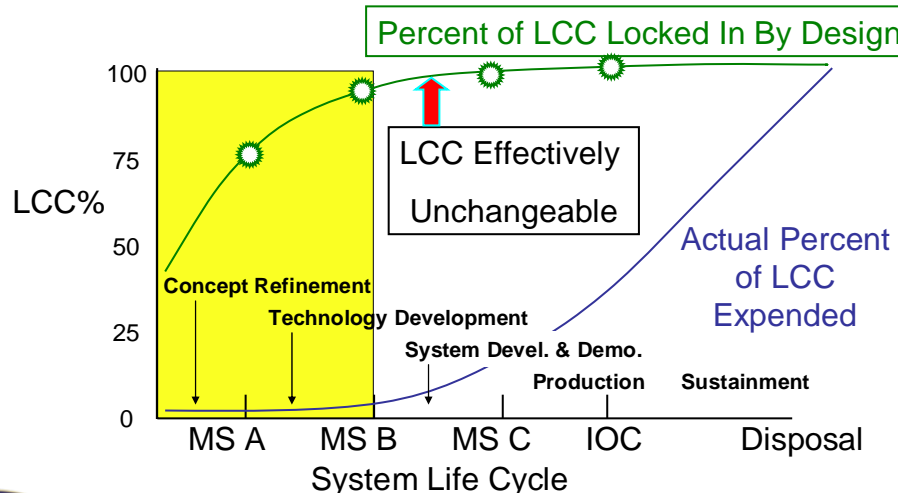 Percent of LCC Locked In By Design
100
75
LCC%
50
25
0
LCC Effectively
Unchangeable
Actual Percent
of LCC
Expended
Concept Refinement
Technology Development
System Devel. & Demo.
Production
Sustainment
MS A
MS B
MS C
IOC
Disposal
System Life Cycle